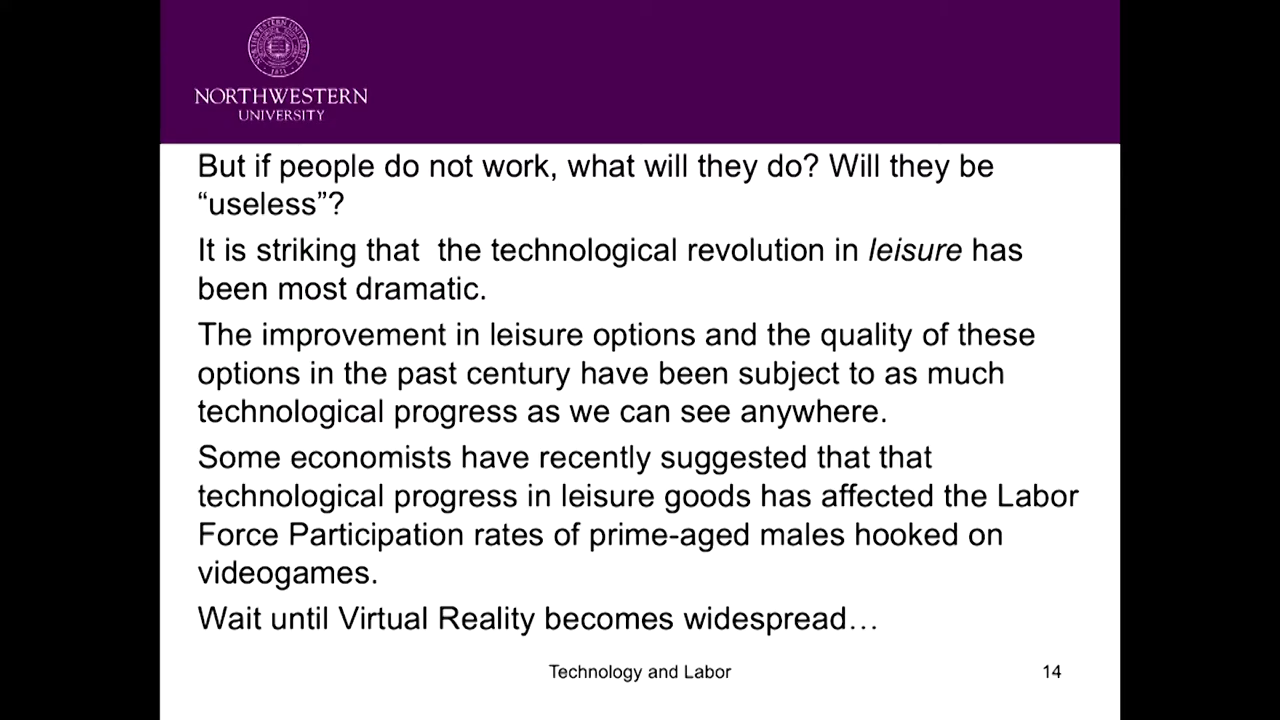 NORTHWESTERN
UNIVERSITY
But if people do not work, what will they do? Will they be
“useless”?
It is striking that  the technological revolution in leisure has
been most dramatic.
The improvement in leisure options and the quality of these
options in the past century have been subject to as much
technological progress as we can see anywhere.
Some economists have recently suggested that that
technological progress in leisure goods has affected the Labor
Force Participation rates of prime-aged males hooked on
videogames.
Wait until Virtual Reality becomes widespread…
Technology and Labor
14